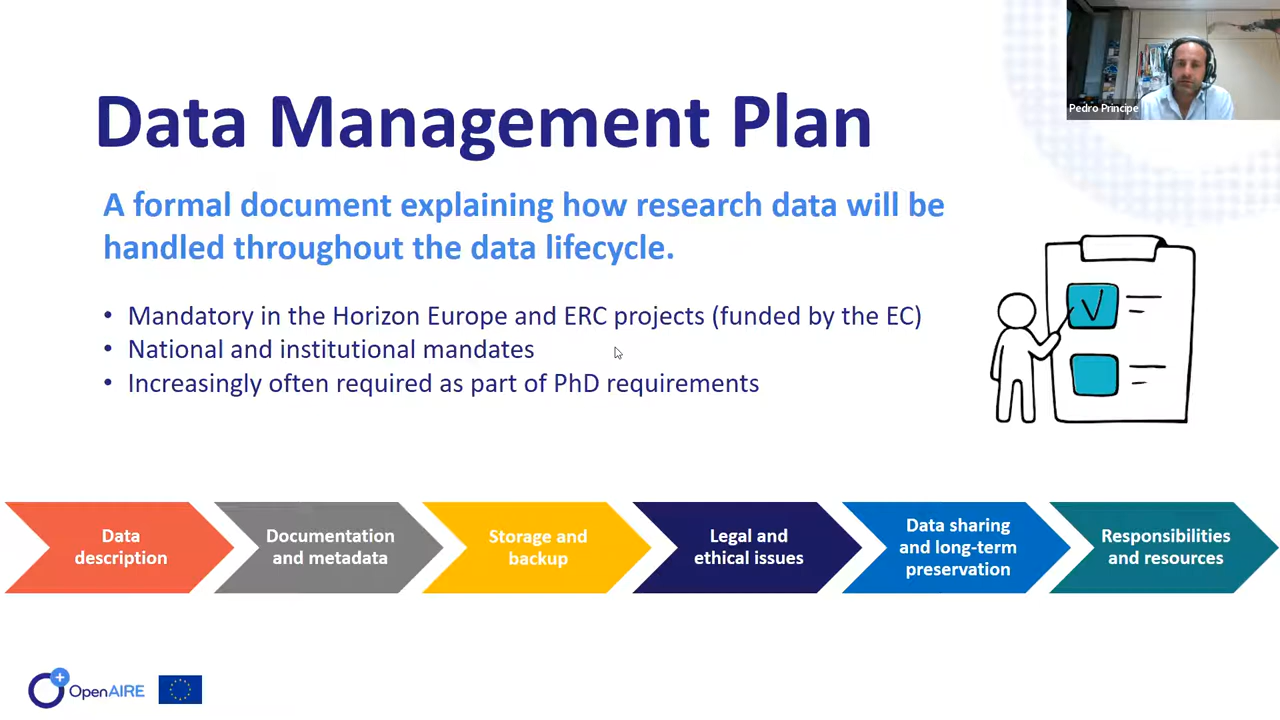 Pedro Principe
Data Management Plan
A formal document explaining how research data will be
handled throughout the data lifecycle.
• Mandatory in the Horizon Europe and ERC projects (funded by the EC)
• National and institutional mandates
• Increasingly often required as part of PhD requirements
Data
description
Documentation
and metadata
Storage and
backup
Legal and
ethical issues
Data sharing
and long-term
preservation
Responsibilities
and resources
OpenAIRE